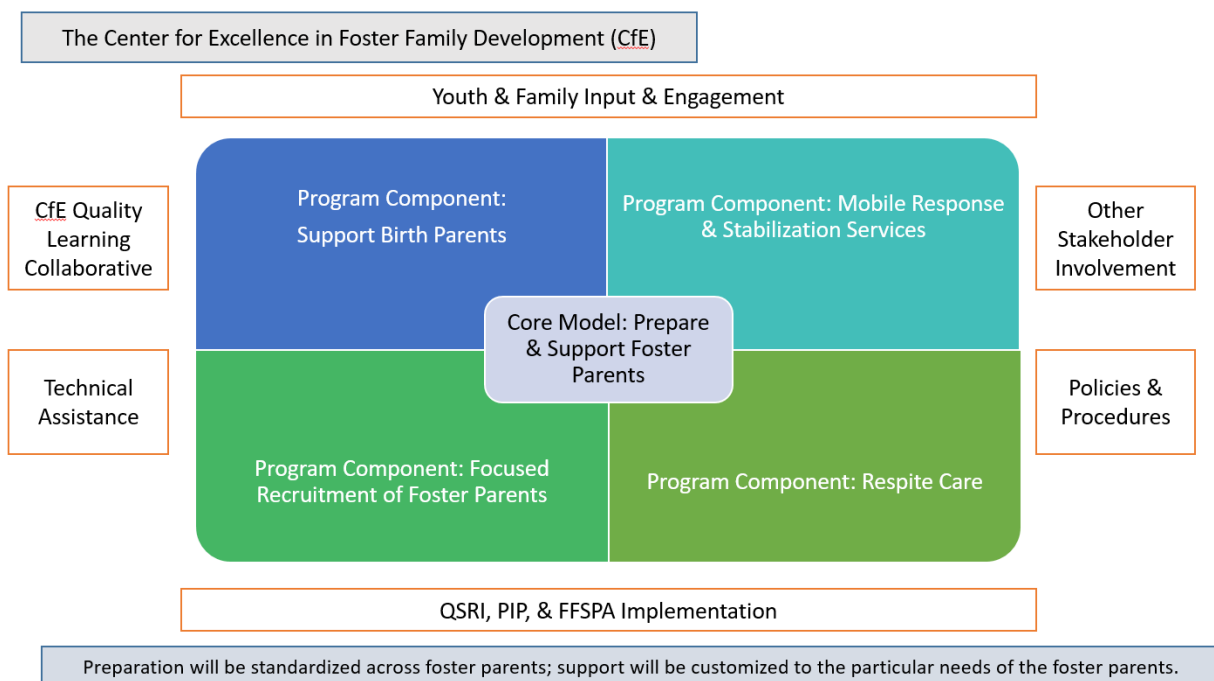 The Center for Excellence in Foster Family Development (CfE)
Youth & Family Input & Engagement
CfE Quality
Learning
Collaborative
Program Component:
Support Birth Parents
Program Component: Mobile Response
& Stabilization Services
Other
Stakeholder
Involvement
Core Model: Prepare
& Support Foster
Parents
Technical
Assistance
Program Component: Focused
Recruitment of Foster Parents
Program Component: Respite Care
Policies &
Procedures
QSRI, PIP, & FFSPA Implementation
Preparation will be standardized across foster parents; support will be customized to the particular needs of the foster parents.